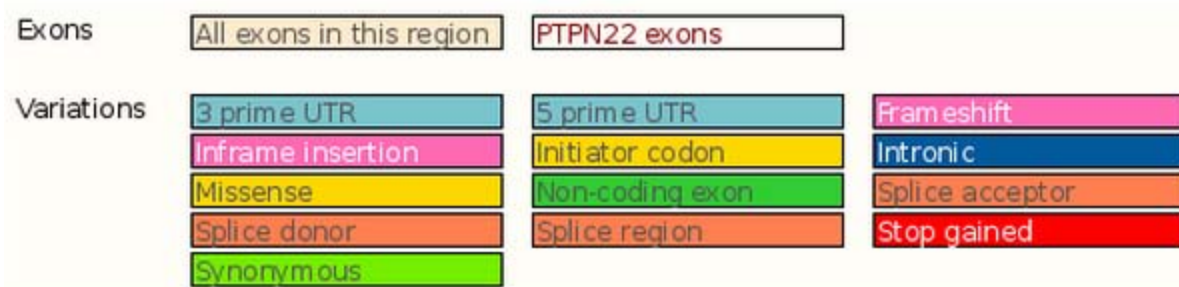 Exons All exons in this region PTPN22 exons
Variations 3 prime UTR 5 prime UTR Frameshift
Inframe insertion Initiator codon Intronic
Missense Non-coding exon Splice acceptor
Splice donor Splice region Stop gained
Synonymous